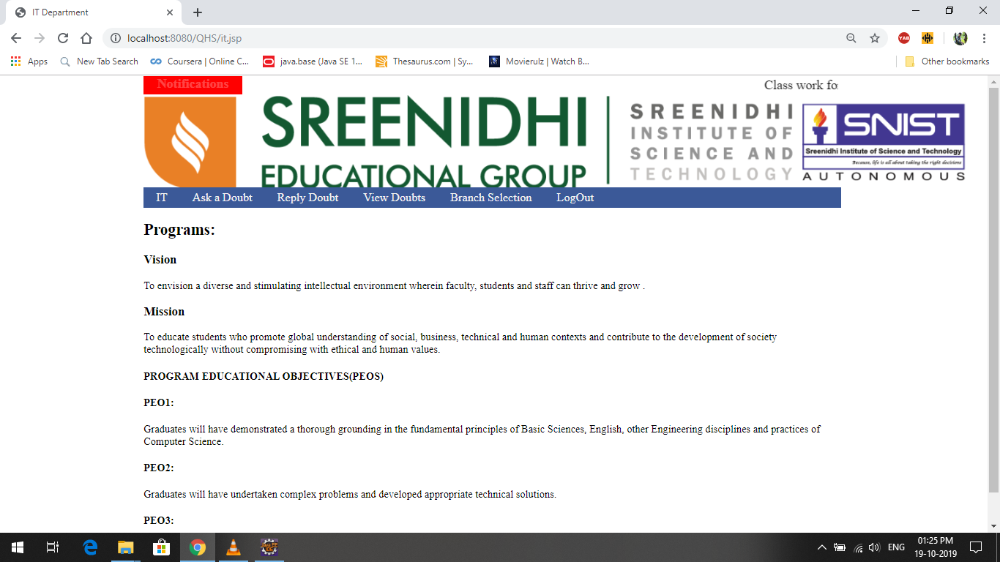 IT Department
localhost:8080/QHS/it.jsp
Apps New Tab Search Coursera | Online C... java.base (Java SE 1... Thesaurus.com | Sy... Movierulz | Watch B... Other bookmarks
Notifications Class work fo
SREENIDHI
EDUCATIONAL GROUP
SREENIDHI
INSTITUTE OF
SCIENCE AND
TECHNOLOGY
SNIST
Sreenidhi Institute of Science and Technology
Because, life is all about taking the right decisions
AUTONOMOUS
IT Ask a Doubt Reply Doubt View Doubts Branch Selection LogOut
Programs:
Vision
To envision a diverse and stimulating intellectual environment wherein faculty, students and staff can thrive and grow .
Mission
To educate students who promote global understanding of social, business, technical and human contexts and contribute to the development of society
technologically without compromising with ethical and human values.
PROGRAM EDUCATIONAL OBJECTIVES(PEOS)
PEO1:
Graduates will have demonstrated a thorough grounding in the fundamental principles of Basic Sciences, English, other Engineering disciplines and practices of
Computer Science.
PEO2:
Graduates will have undertaken complex problems and developed appropriate technical solutions.
PEO3:
Java EE
IDE
ENG
01:25 PM
19-10-2019